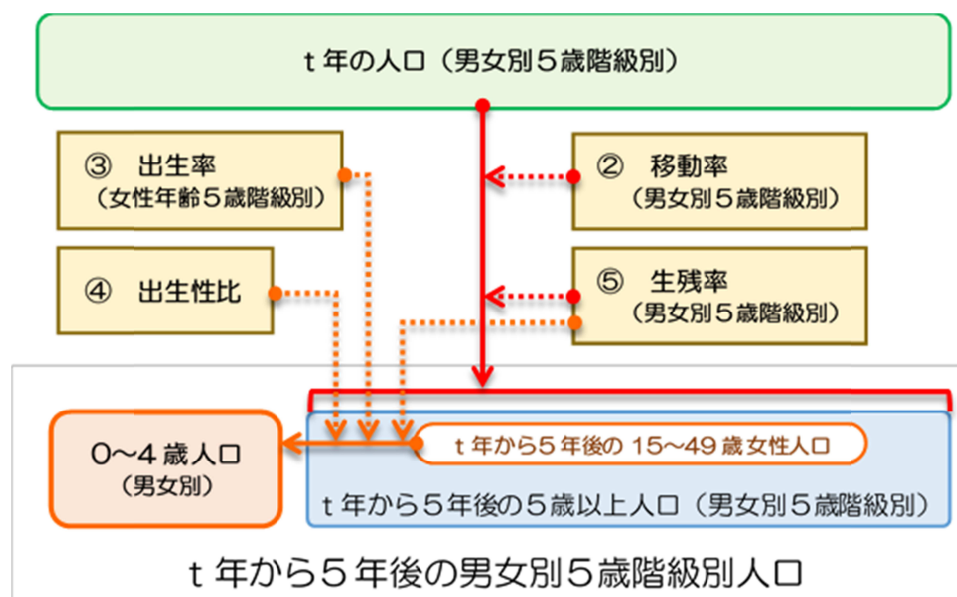 t 年の人口（男女別５歳階級別）
③ 出生率
（女性年齢５歳階級別）
② 移動率
（男女別５歳階級別）
④ 出生性比
⑤ 生残率
（男女別５歳階級別）
0～4 歳人口
（男女別）
t 年から５年後の 15～49 歳女性人口
t 年から５年後の５歳以上人口（男女別５歳階級別）
t 年から５年後の男女別５歳階級別人口